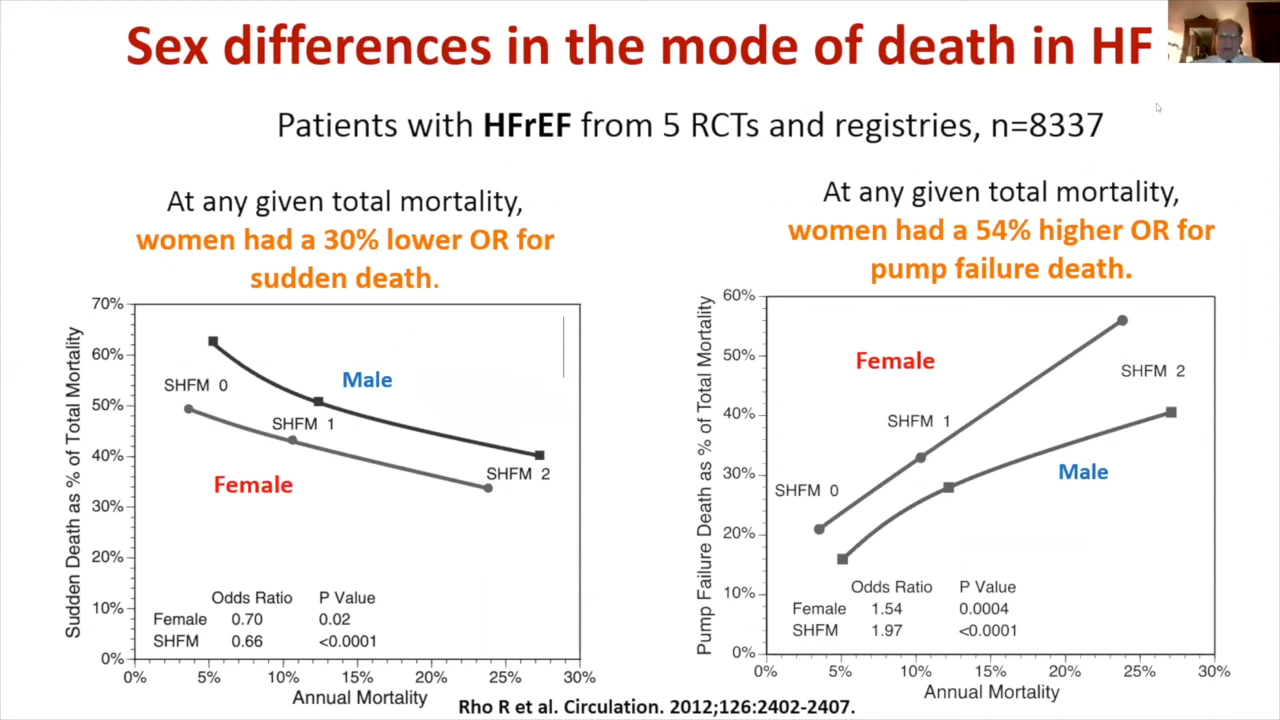 Sex differences in the mode of death in HF
Patients with HFrEF from 5 RCTs and registries, n=8337
At any given total mortality,
women had a 30% lower OR for
sudden death.
70%
60%
50%
40%
30%
20%
10%
0%
Sudden Death as % of Total Mortality
SHFM 0
SHFM 1
SHFM 2
Male
Female
Odds Ratio P Value
Female 0.70 0.02
SHFM 0.66 <0.0001
0% 5% 10% 15% 20% 25% 30%
Annual Mortality
At any given total mortality,
women had a 54% higher OR for
pump failure death.
60%
50%
40%
30%
20%
10%
0%
Pump Failure Death as % of Total Mortality
Female
SHFM 2
SHFM 1
Male
SHFM 0
Odds Ratio P Value
Female 1.54 0.0004
SHFM 1.97 <0.0001
0% 5% 10% 15% 20% 25% 30%
Annual Mortality
Rho R et al. Circulation. 2012;126:2402-2407.